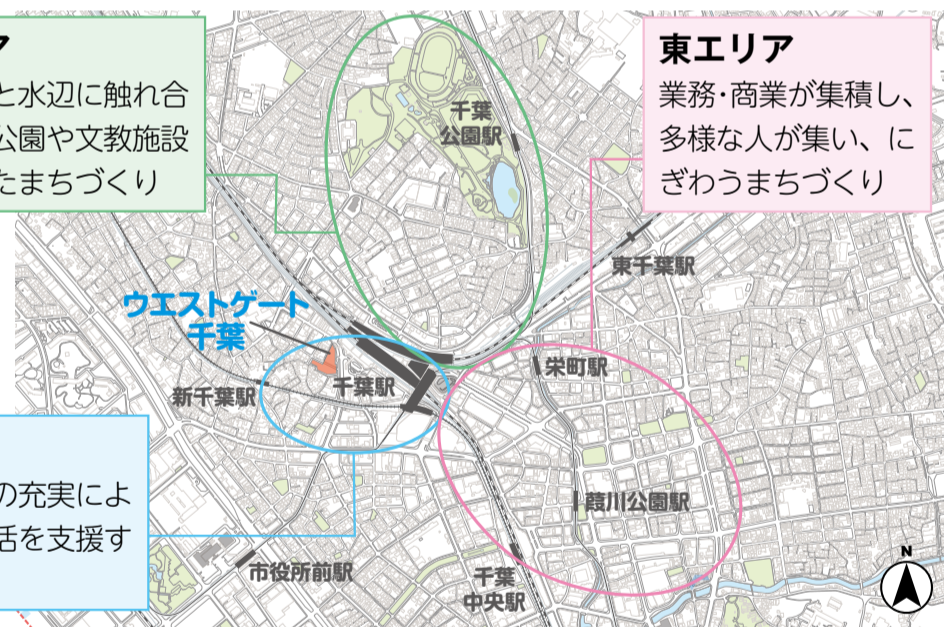 ア
と水辺に触れ合
公園や文教施設
たまちづくり
東エリア
業務・商業が集積し、
多様な人が集い、に
ぎわうまちづくり
千葉
公園駅
東千葉駅
ウエストゲート
千葉
栄町駅
千葉駅
新千葉駅
の充実によ
活を支援す
葭川公園駅
市役所前駅
千葉
中央駅
N